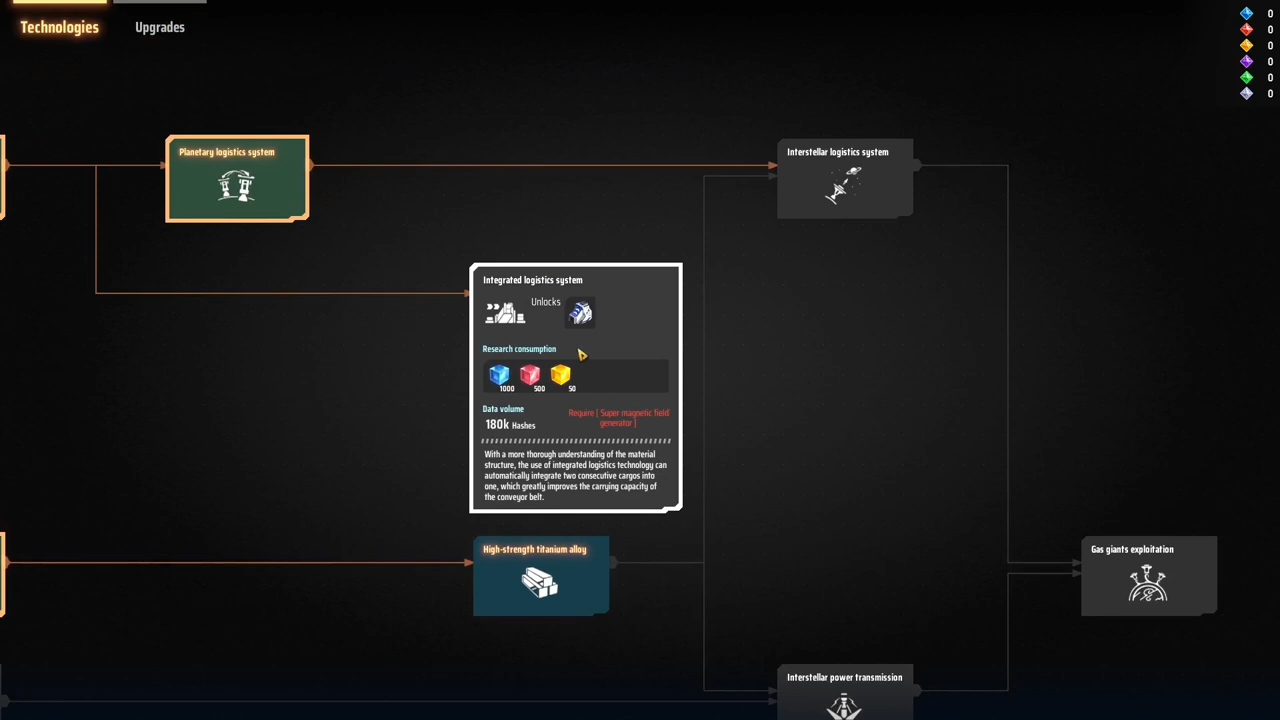 Technologies
Upgrades
0
0
0
0
0
0
Planetary logistics system
Interstellar logistics system
Integrated logistics system
Unlocks
Research consumption
1000
500
50
Data volume
180k Hashes
Require [ Super magnetic field
generator ]
With a more thorough understanding of the material
structure, the use of integrated logistics technology can
automatically integrate two consecutive cargos into
one, which greatly improves the carrying capacity of
the conveyor belt.
High-strength titanium alloy
Gas giants exploitation
Interstellar power transmission